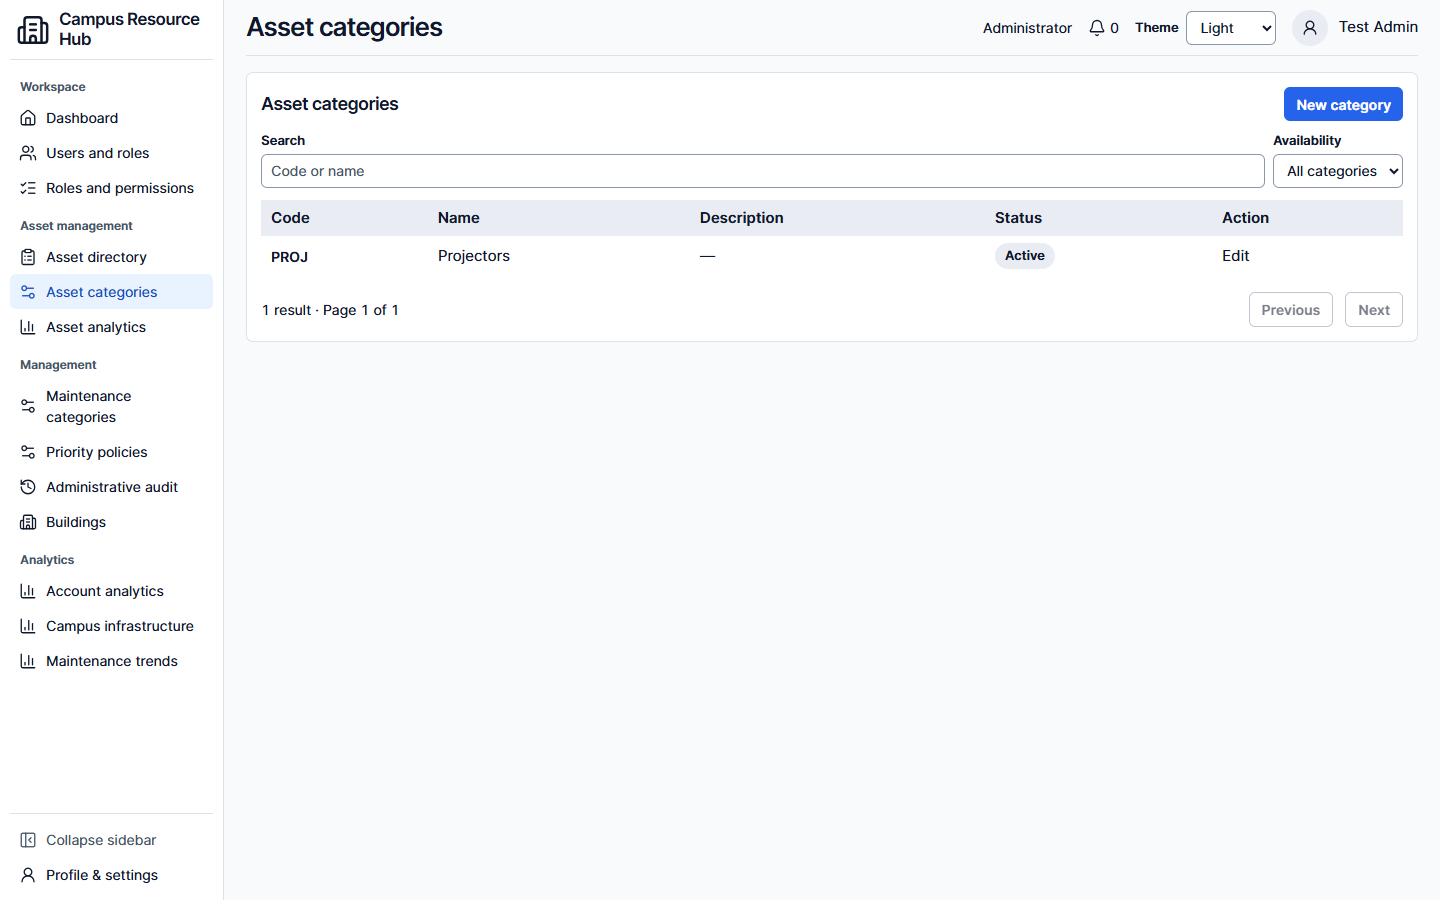 Campus Resource
Hub
Workspace
Dashboard
Users and roles
Roles and permissions
Asset management
Asset directory
Asset categories
Asset analytics
Management
Maintenance
categories
Priority policies
Administrative audit
Buildings
Analytics
Account analytics
Campus infrastructure
Maintenance trends
Collapse sidebar
Profile & settings
Asset categories
Administrator 0 Theme Light Test Admin
Asset categories
New category
Search Availability
Code or name All categories
Code Name Description Status Action
PROJ Projectors — Active Edit
1 result · Page 1 of 1 Previous Next